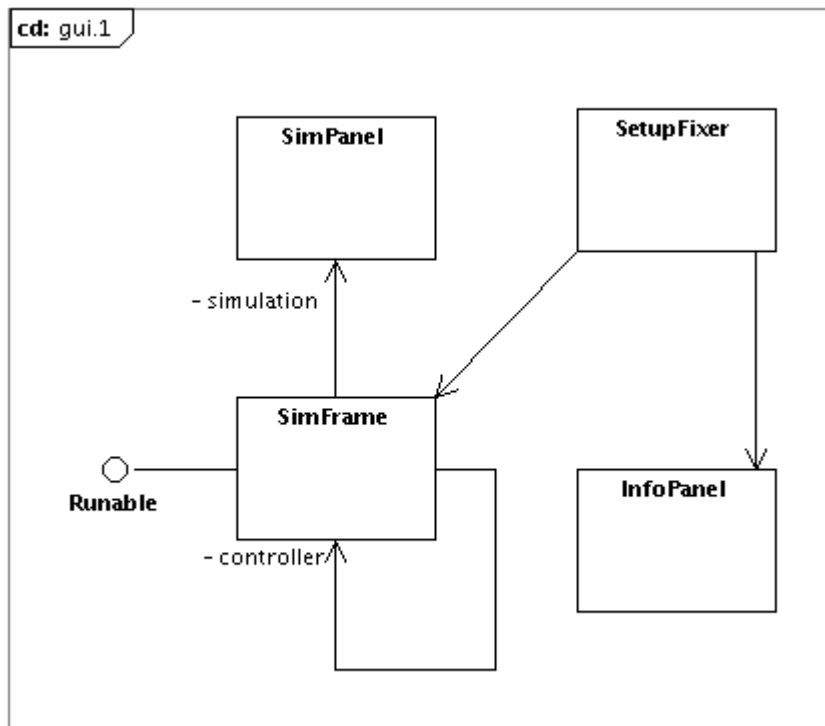 cd: gui.1
SimPanel
SetupFixer
- simulation
SimFrame
Runable
InfoPanel
- controller